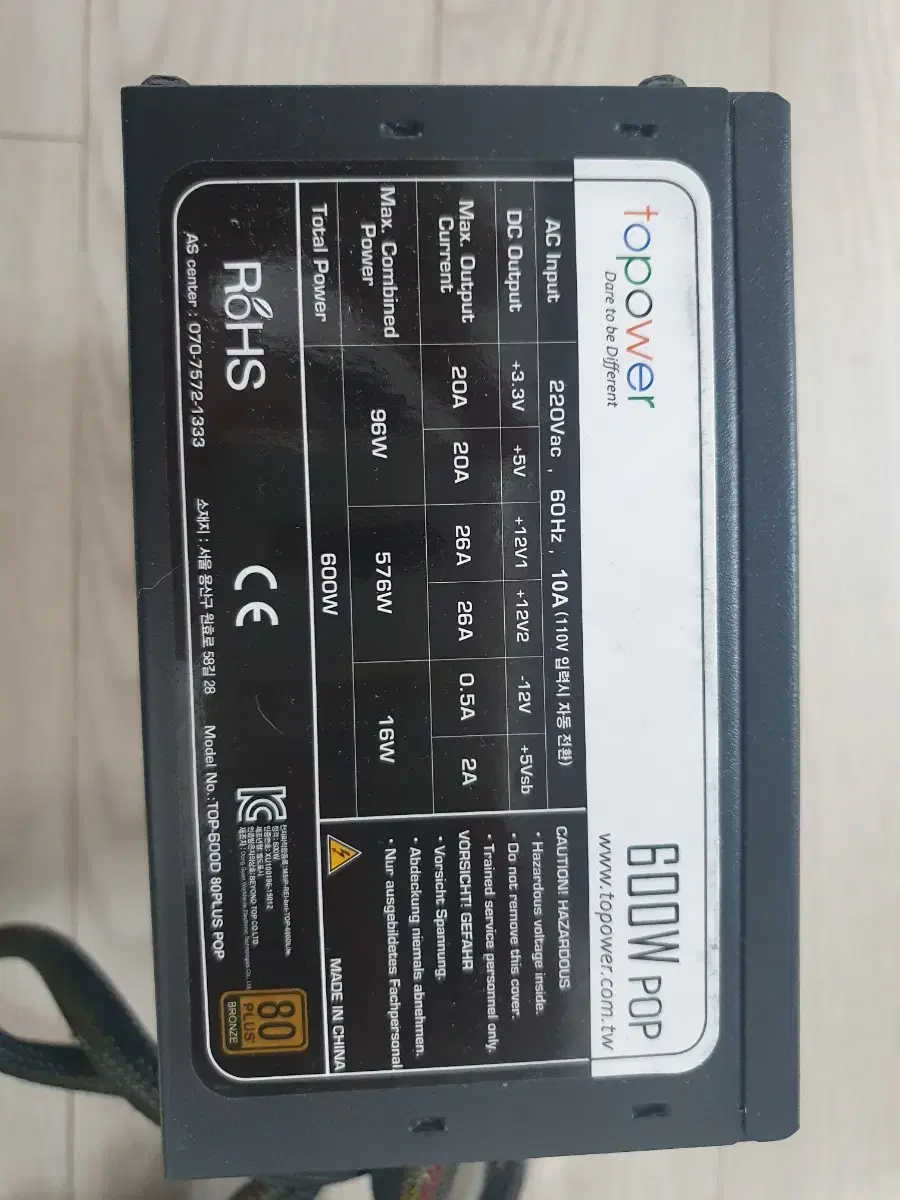 topower
Dare to be Different
600W POP
www.topower.com.tw
AC Input 220Vac , 60Hz , 10A (110V 입력시 자동 전환)
DC Output +3.3V +5V +12V1 +12V2 -12V +5Vsb
Max. Output Current 20A 20A 26A 26A 0.5A 2A
Max. Combined Power 96W 576W 16W
Total Power 600W
CAUTION! HAZARDOUS
• Hazardous voltage inside.
• Do not remove this cover.
• Trained service personnel only.
VORSICHT! GEFAHR
• Vorsicht Spannung.
• Abdeckung niemals abnehmen.
• Nur ausgebildetes Fachpersonal
MADE IN CHINA
RoHS
CE
80
PLUS
BRONZE
AS center : 070-7572-1333 소재지 : 서울 용산구 원효로 58길 28 Model No.:TOP-600D 80PLUS POP